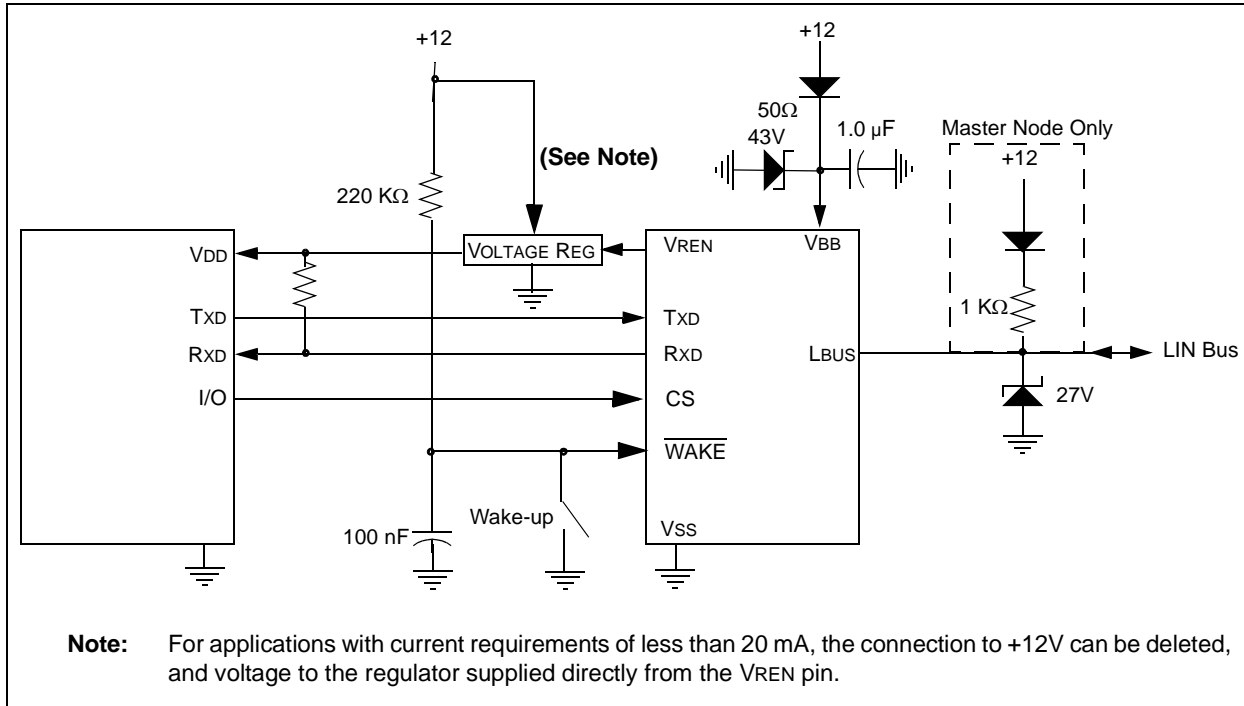 +12
+12
50Ω
43V
1.0 µF
Master Node Only
+12
(See Note)
220 KΩ
VDD
VOLTAGE REG
VREN
VBB
1 KΩ
TXD
TXD
RXD
RXD
LBUS
LIN Bus
I/O
CS
27V
WAKE
Wake-up
100 nF
VSS
Note: For applications with current requirements of less than 20 mA, the connection to +12V can be deleted,
and voltage to the regulator supplied directly from the VREN pin.